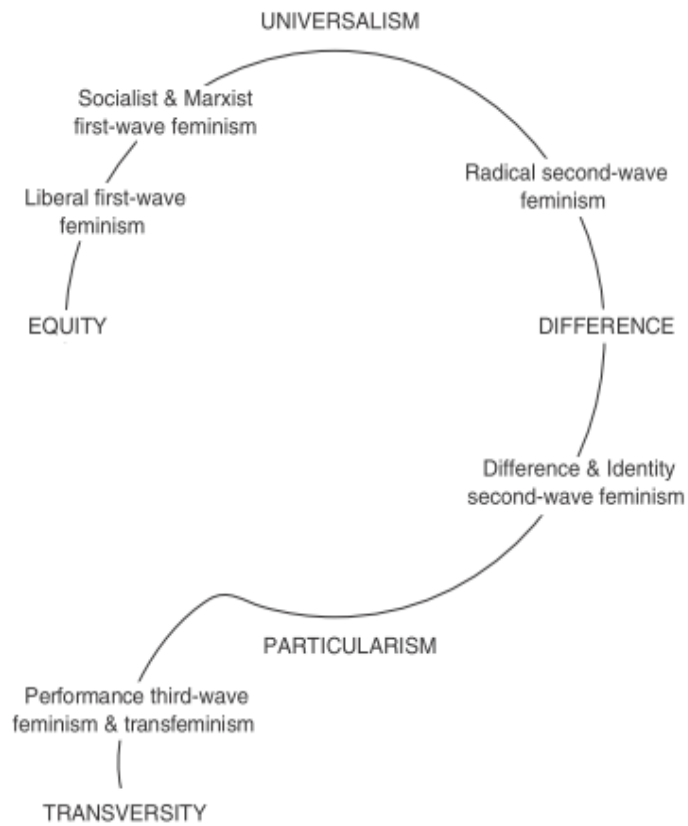 UNIVERSALISM
Socialist & Marxist
first-wave feminism
Radical second-wave
feminism
Liberal first-wave
feminism
EQUITY
DIFFERENCE
Difference & Identity
second-wave feminism
PARTICULARISM
Performance third-wave
feminism & transfeminism
TRANSVERSITY